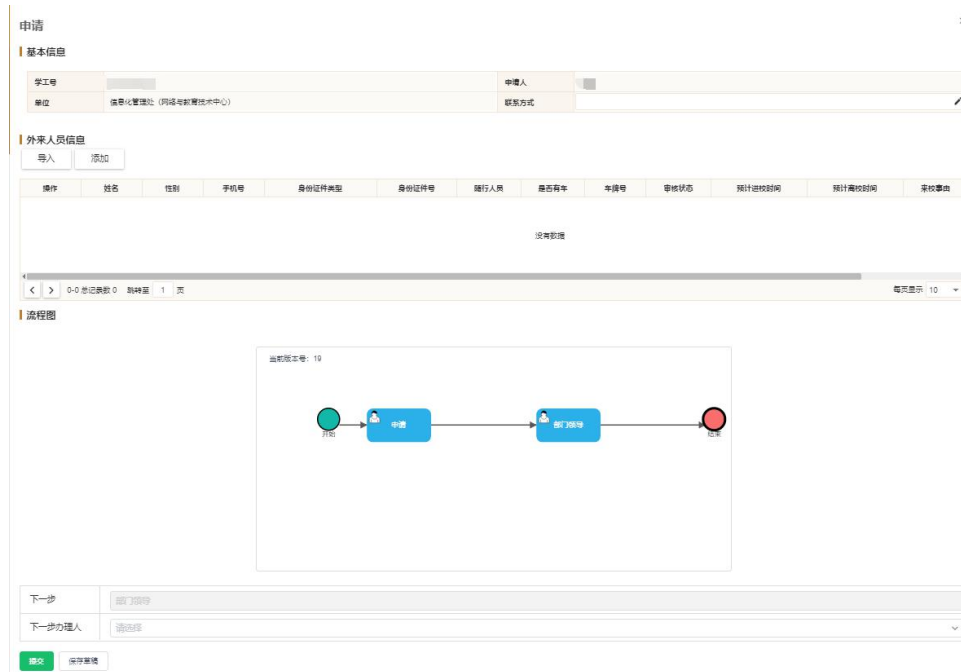 申请
基本信息
学工号 申请人
单位 信息化管理处（网络与教育技术中心） 联系方式
外来人员信息
导入 添加
操作 姓名 性别 手机号 身份证件类型 身份证件号 随行人员 是否有车 车牌号 审核状态 预计进校时间 预计离校时间 来校事由
没有数据
0-0 总记录数 0 跳转至 1 页 每页显示 10
流程图
当前版本号：19
申请 部门领导
开始 结束
下一步 部门领导
下一步办理人 请选择
提交 保存草稿